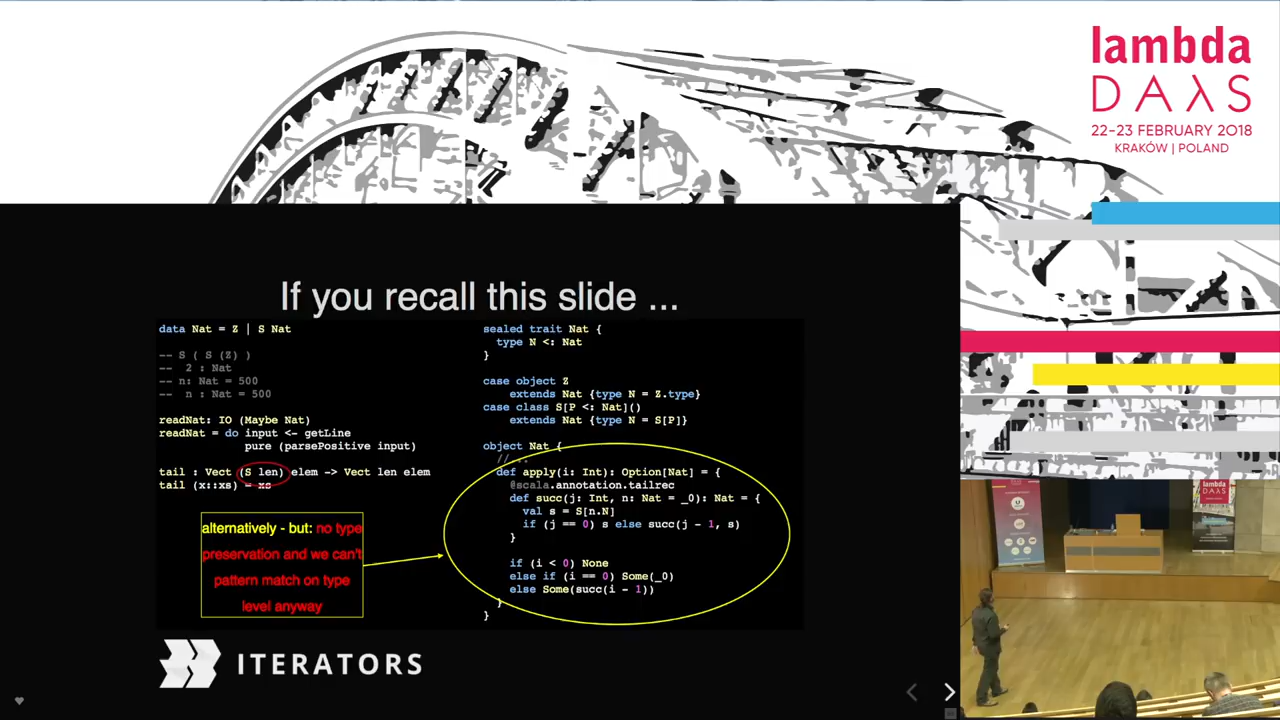 lambda
DAYS
22-23 FEBRUARY 2018
KRAKÓW | POLAND
If you recall this slide ...
data Nat = Z | S Nat
-- S ( S (Z) )
-- 2 : Nat
-- n: Nat = 500
-- n : Nat = 500
readNat: IO (Maybe Nat)
readNat = do input <- getLine
pure (parsePositive input)
tail : Vect (S len) elem -> Vect len elem
tail (x::xs) = xs
alternatively - but: no type
preservation and we can't
pattern match on type
level anyway
sealed trait Nat {
type N <: Nat
}
case object Z
extends Nat {type N = Z.type}
case class S[P <: Nat]()
extends Nat {type N = S[P]}
object Nat {
// ...
def apply(i: Int): Option[Nat] = {
@scala.annotation.tailrec
def succ(j: Int, n: Nat = _0): Nat = {
val s = S[n.N]
if (j == 0) s else succ(j - 1, s)
}
if (i < 0) None
else if (i == 0) Some(_0)
else Some(succ(i - 1))
}
}
ITERATORS
lambda
DAYS